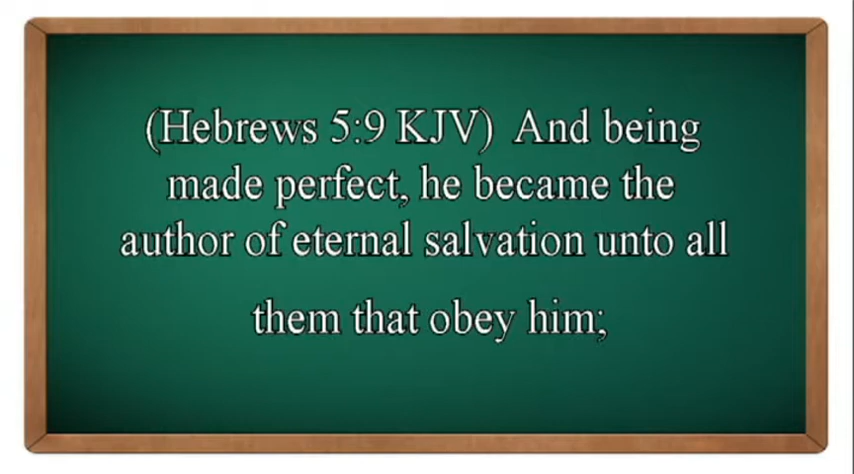 (Hebrews 5:9 KJV)  And being
made perfect, he became the
author of eternal salvation unto all
them that obey him;